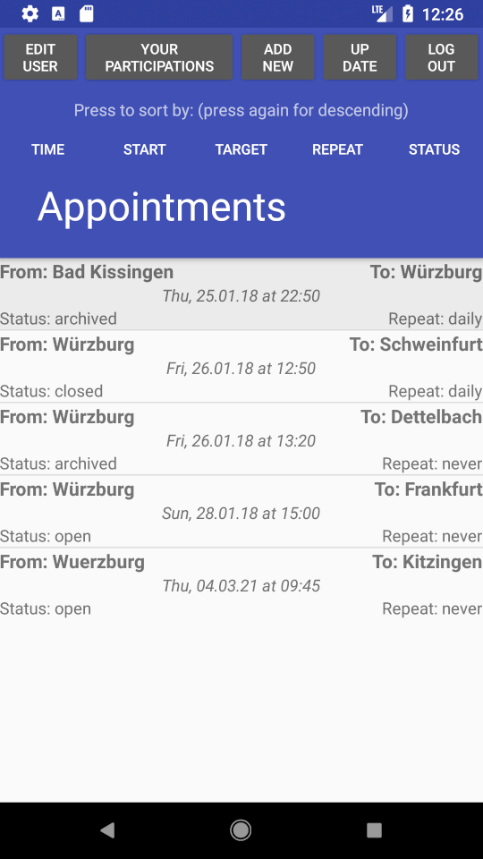 LTE 12:26
EDIT USER
YOUR PARTICIPATIONS
ADD NEW
UP DATE
LOG OUT
Press to sort by: (press again for descending)
TIME START TARGET REPEAT STATUS
Appointments
From: Bad Kissingen To: Würzburg
Thu, 25.01.18 at 22:50
Status: archived Repeat: daily
From: Würzburg To: Schweinfurt
Fri, 26.01.18 at 12:50
Status: closed Repeat: daily
From: Würzburg To: Dettelbach
Fri, 26.01.18 at 13:20
Status: archived Repeat: never
From: Würzburg To: Frankfurt
Sun, 28.01.18 at 15:00
Status: open Repeat: never
From: Wuerzburg To: Kitzingen
Thu, 04.03.21 at 09:45
Status: open Repeat: never